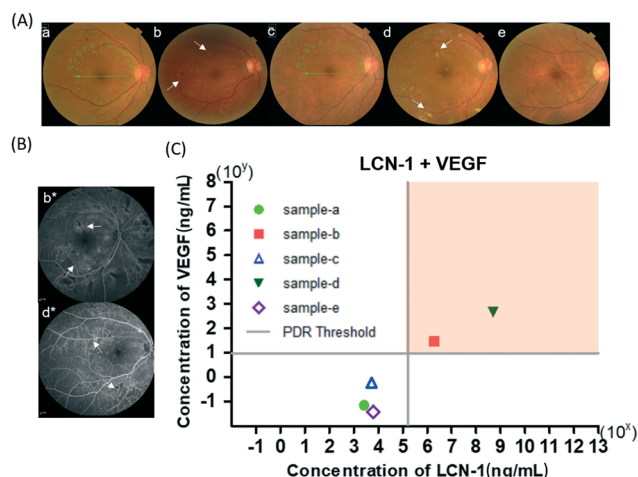 (A)
a
b
c
d
e
(B)
b*
d*
(C)
LCN-1 + VEGF
Concentration of VEGF(ng/mL)
(10ʸ)
8
7
6
5
4
3
2
1
0
-1
sample-a
sample-b
sample-c
sample-d
sample-e
PDR Threshold
-1 0 1 2 3 4 5 6 7 8 9 10 11 12 13
(10ˣ)
Concentration of LCN-1(ng/mL)